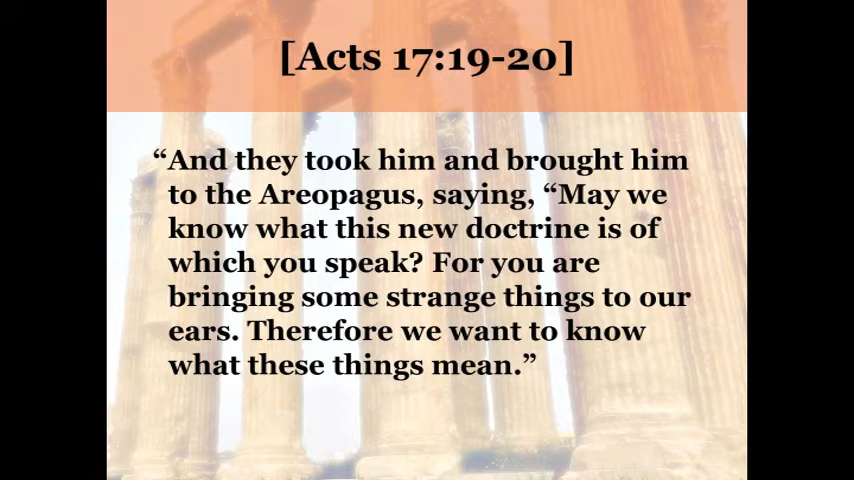 [Acts 17:19-20]
“And they took him and brought him
to the Areopagus, saying, “May we
know what this new doctrine is of
which you speak? For you are
bringing some strange things to our
ears. Therefore we want to know
what these things mean.”